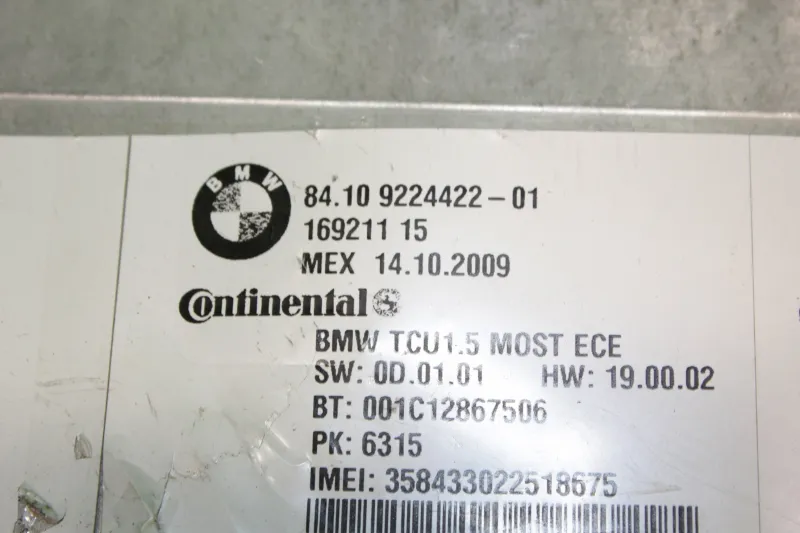 BMW
84.10 9224422-01
169211 15
MEX 14.10.2009
Continental
BMW TCU1.5 MOST ECE
SW: 0D.01.01 HW: 19.00.02
BT: 001C12867506
PK: 6315
IMEI: 358433022518675